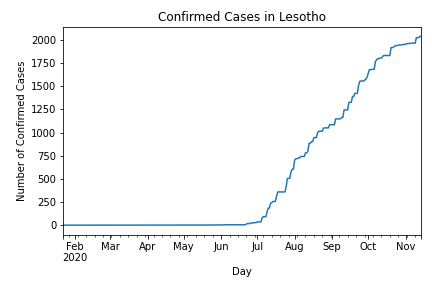 Confirmed Cases in Lesotho
Number of Confirmed Cases
2000
1750
1500
1250
1000
750
500
250
0
Feb Mar Apr May Jun Jul Aug Sep Oct Nov
2020
Day